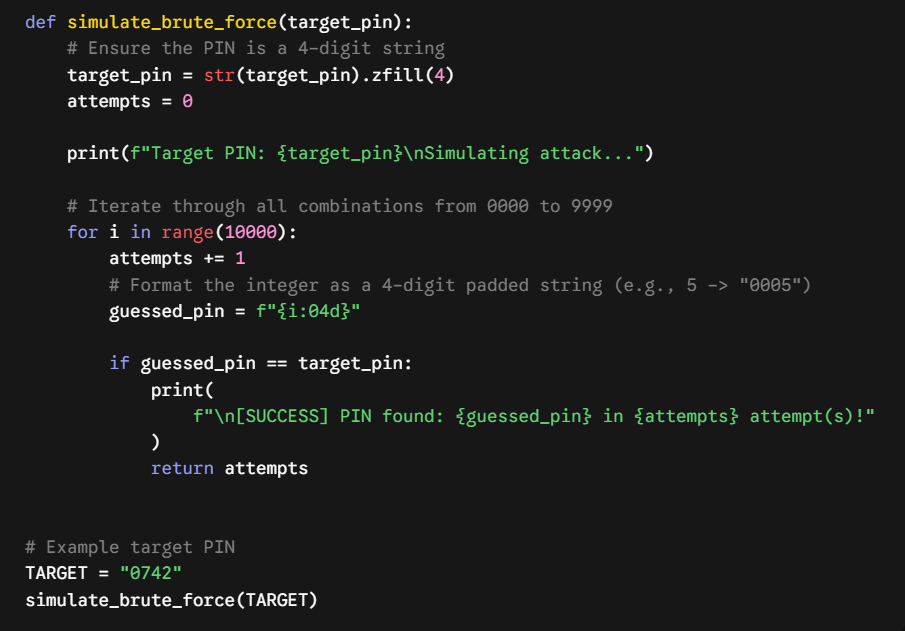 def simulate_brute_force(target_pin):
    # Ensure the PIN is a 4-digit string
    target_pin = str(target_pin).zfill(4)
    attempts = 0

    print(f"Target PIN: {target_pin}\nSimulating attack...")

    # Iterate through all combinations from 0000 to 9999
    for i in range(10000):
        attempts += 1
        # Format the integer as a 4-digit padded string (e.g., 5 -> "0005")
        guessed_pin = f"{i:04d}"

        if guessed_pin == target_pin:
            print(
                f"\n[SUCCESS] PIN found: {guessed_pin} in {attempts} attempt(s)!"
            )
            return attempts


# Example target PIN
TARGET = "0742"
simulate_brute_force(TARGET)